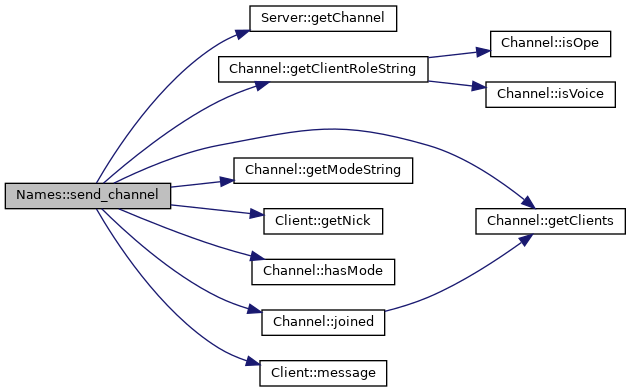 Server::getChannel
Channel::isOpe
Channel::getClientRoleString
Channel::isVoice
Channel::getModeString
Names::send_channel
Client::getNick
Channel::getClients
Channel::hasMode
Channel::joined
Client::message